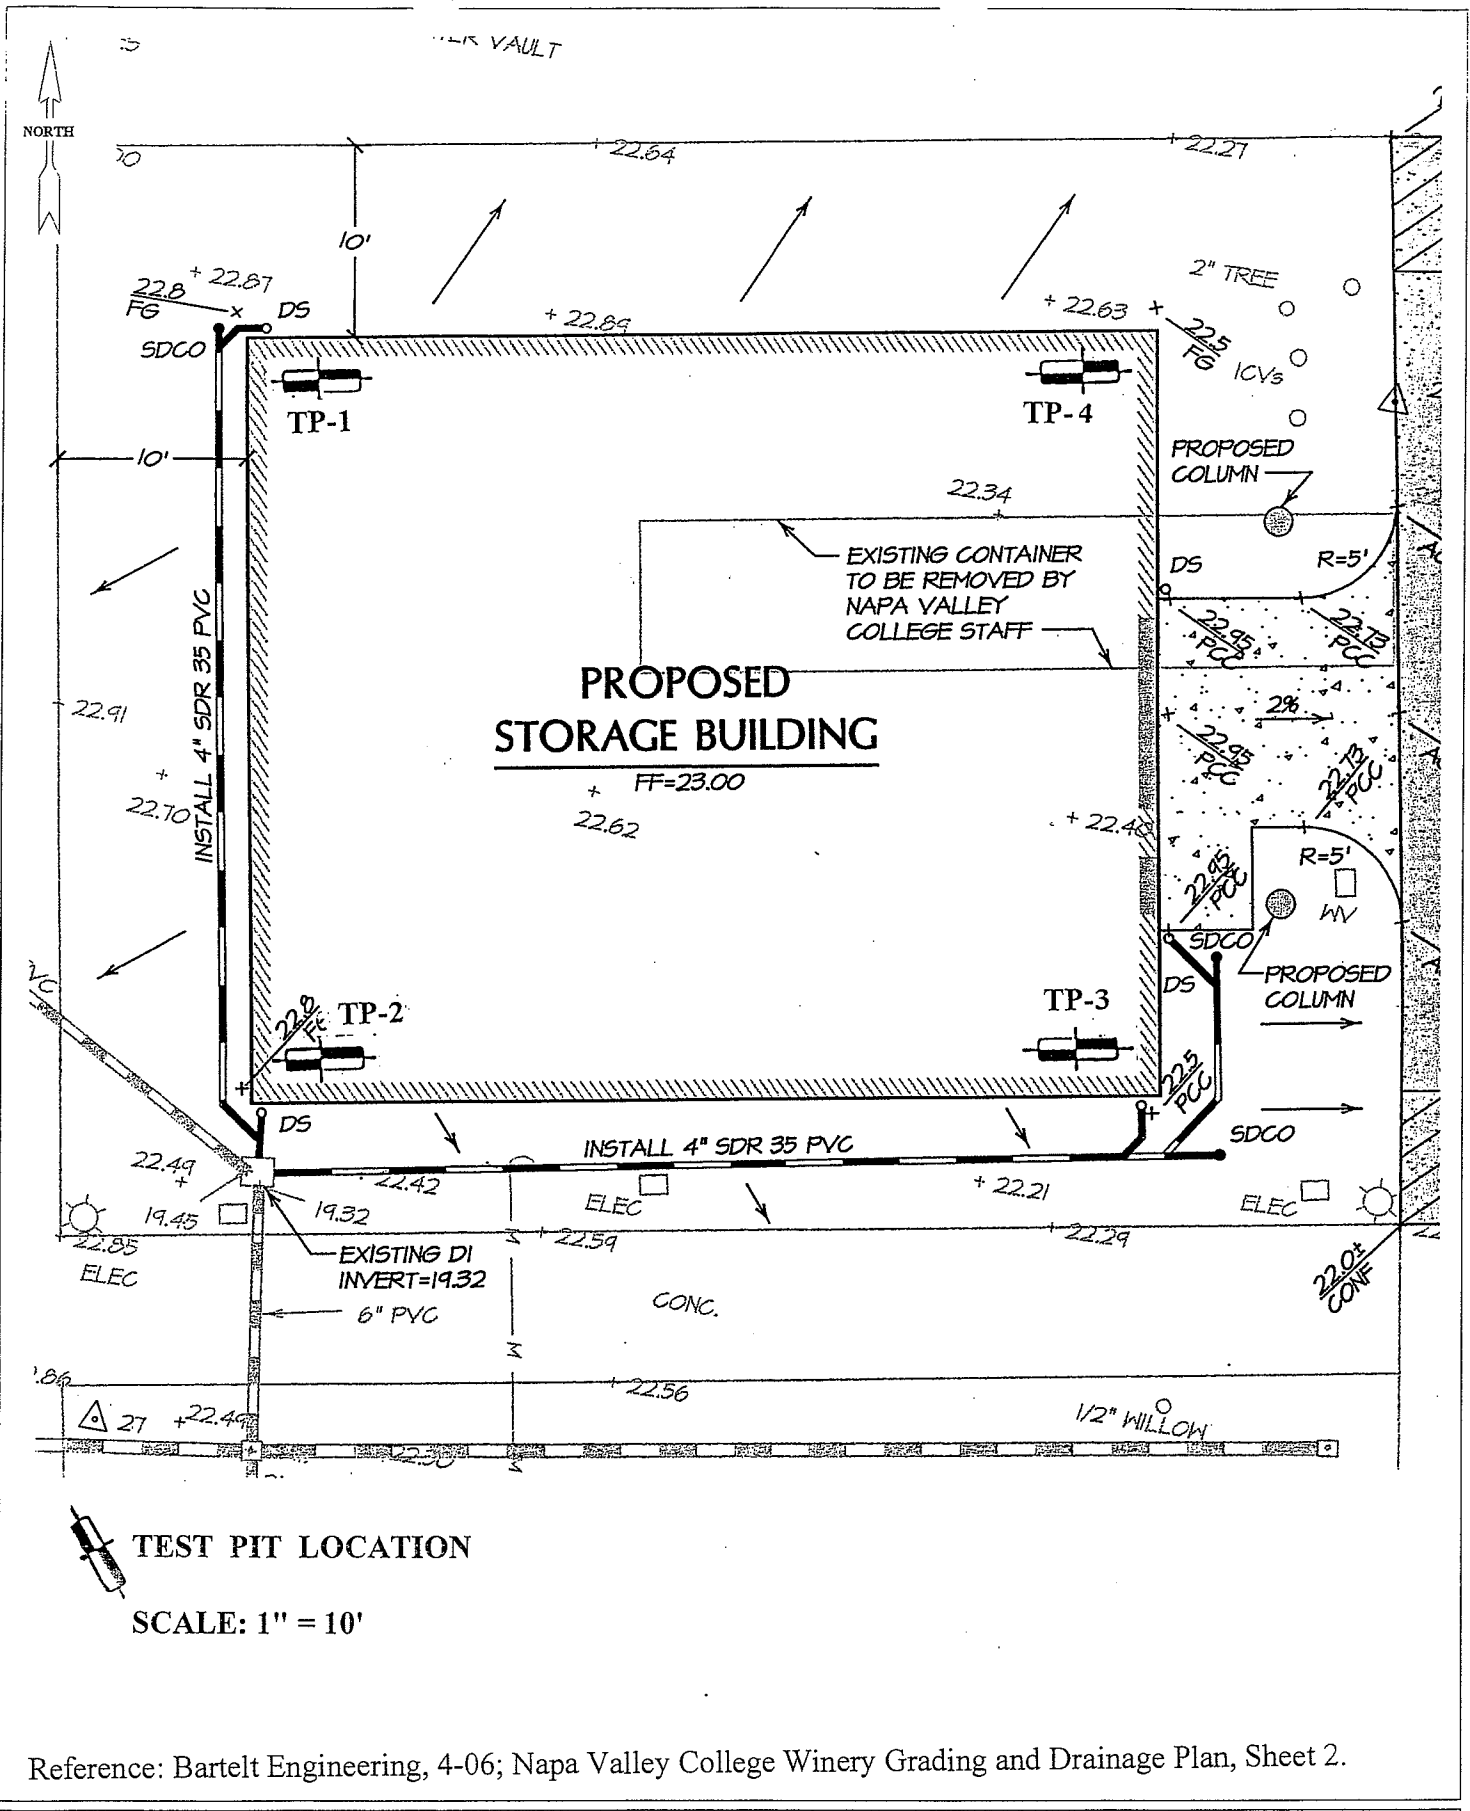 VAULT
NORTH
22.64
22.27
10'
22.87
22.8
FG
DS
SDCO
22.89
22.63
22.5
FG
2" TREE
ICVs
TP-1
TP-4
10'
PROPOSED
COLUMN
22.34
EXISTING CONTAINER
TO BE REMOVED BY
NAPA VALLEY
COLLEGE STAFF
DS
R=5'
22.95
PCC
22.73
PCC
INSTALL 4" SDR 35 PVC
22.91
22.70
PROPOSED
STORAGE BUILDING
FF=23.00
22.62
2%
22.95
PCC
22.73
PCC
R=5'
22.95
PCC
WV
SDCO
DS
PROPOSED
COLUMN
22.8
TP-2
TP-3
22.5
PCC
DS
INSTALL 4" SDR 35 PVC
SDCO
22.49
22.42
22.21
19.45
19.32
ELEC
ELEC
22.85
ELEC
22.59
22.29
EXISTING DI
INVERT=19.32
6" PVC
CONC.
22.0±
CONF
22.56
27
22.49
1/2" WILLOW
TEST PIT LOCATION
SCALE: 1" = 10'
Reference: Bartelt Engineering, 4-06; Napa Valley College Winery Grading and Drainage Plan, Sheet 2.